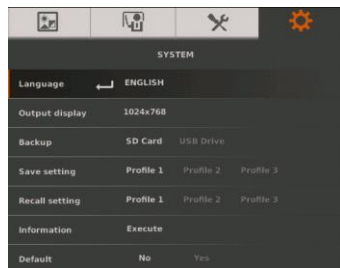 SYSTEM
Language ENGLISH
Output display 1024x768
Backup SD Card USB Drive
Save setting Profile 1 Profile 2 Profile 3
Recall setting Profile 1 Profile 2 Profile 3
Information Execute
Default No Yes